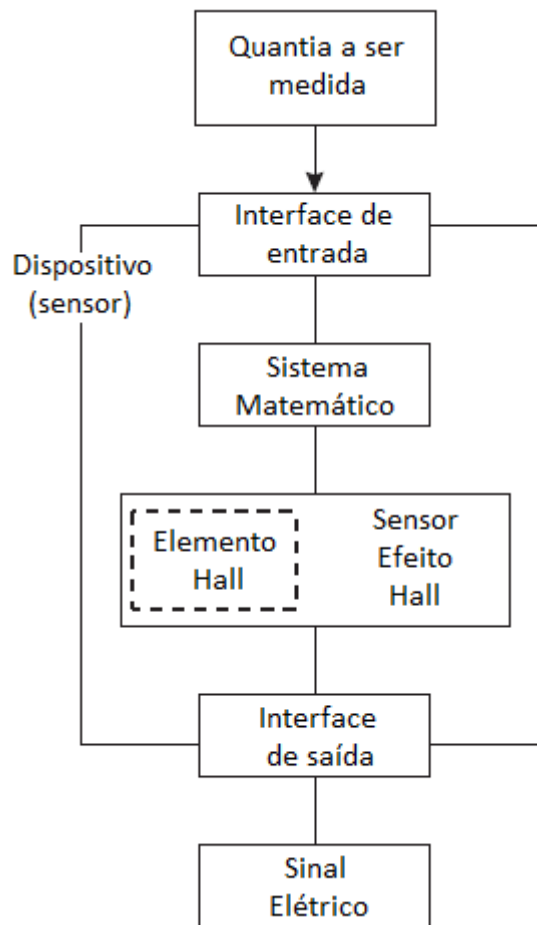 Quantia a ser
medida
Interface de
entrada
Dispositivo
(sensor)
Sistema
Matemático
Elemento
Hall
Sensor
Efeito
Hall
Interface
de saída
Sinal
Elétrico